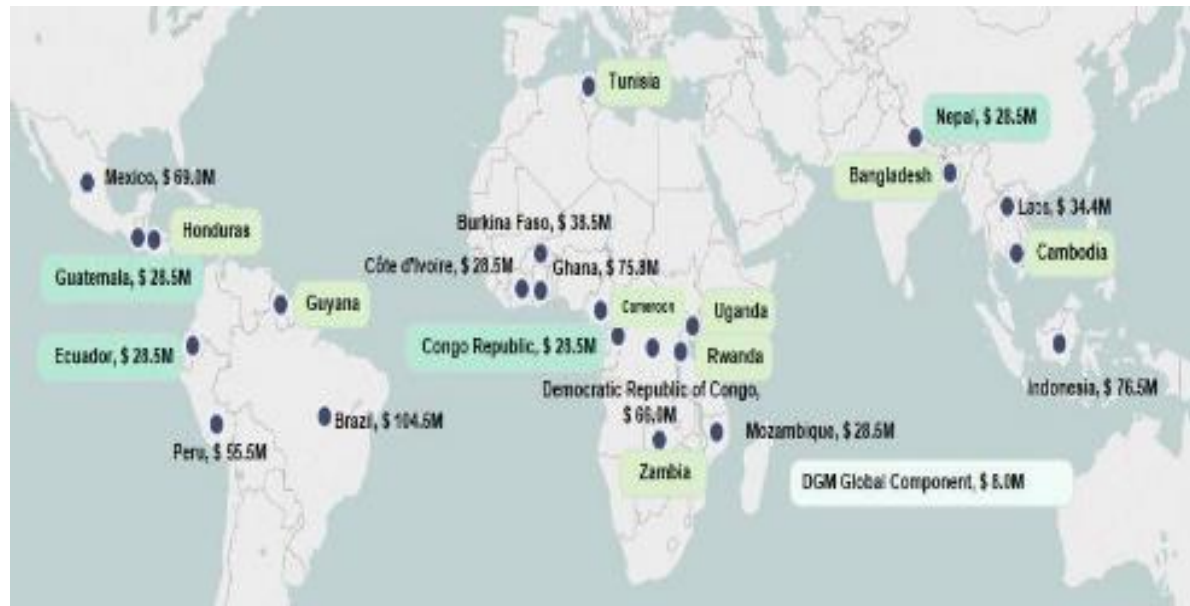 Tunisia
Nepal, $ 28.5M
Bangladesh
Mexico, $ 69.0M
Laos, $ 34.4M
Honduras
Burkina Faso, $ 38.5M
Cambodia
Côte d'Ivoire, $ 28.5M
Ghana, $ 75.8M
Guatemala, $ 28.5M
Guyana
Cameroon
Uganda
Congo Republic, $ 28.5M
Ecuador, $ 28.5M
Rwanda
Democratic Republic of Congo,
$ 66.0M
Indonesia, $ 76.5M
Brazil, $ 104.5M
Mozambique, $ 28.5M
Peru, $ 55.5M
Zambia
DGM Global Component, $ 8.0M